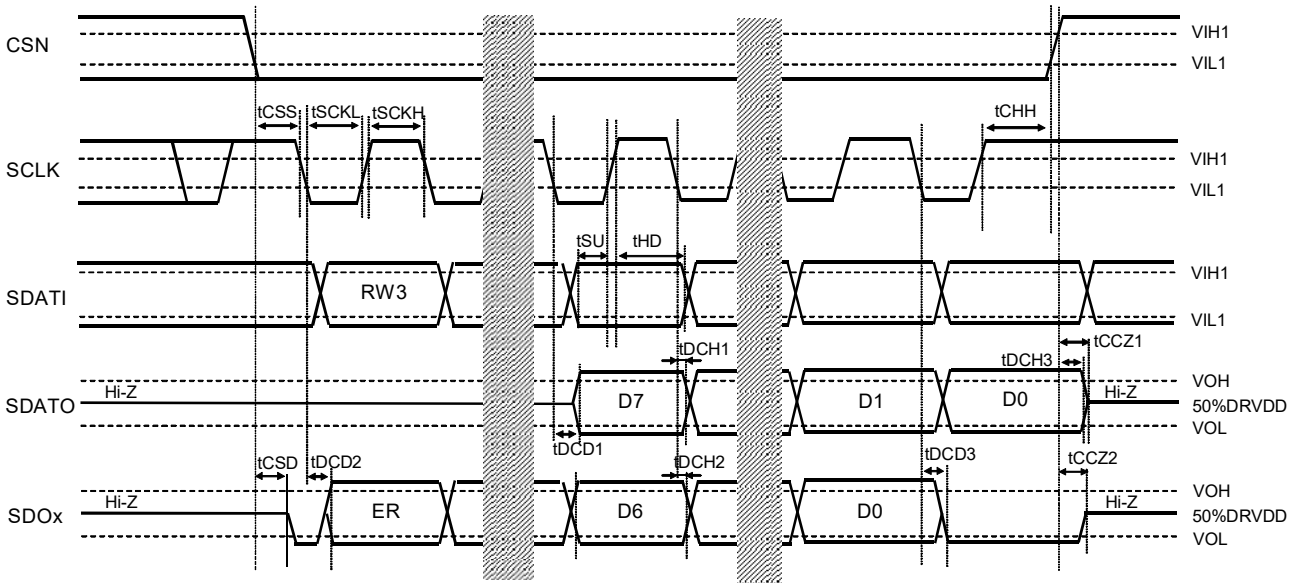 CSN
VIH1
VIL1
tCSS
tSCKL
tSCKH
tCHH
SCLK
VIH1
VIL1
tSU
tHD
SDATI
RW3
VIH1
VIL1
tDCH1
tCCZ1
tDCH3
SDATO
Hi-Z
D7
D1
D0
Hi-Z
VOH
50%DRVDD
VOL
tDCD1
tCSD
tDCD2
tDCH2
tDCD3
tCCZ2
SDOx
Hi-Z
ER
D6
D0
Hi-Z
VOH
50%DRVDD
VOL